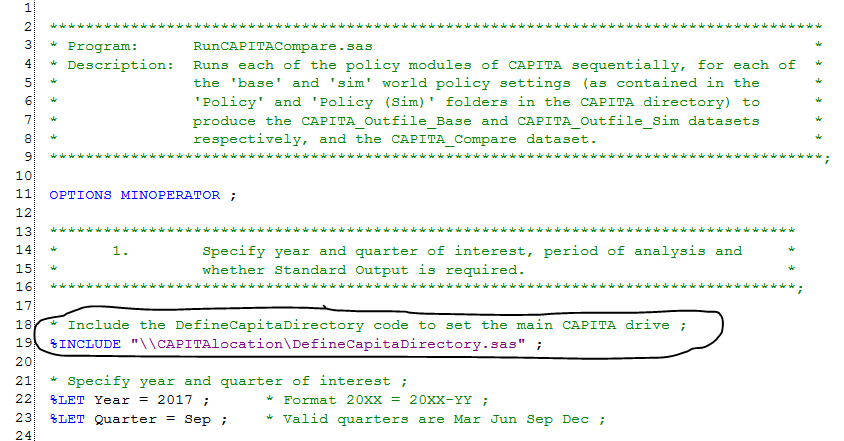 1
2 **************************************************************************************
3 * Program:      RunCAPITACompare.sas                                                 *
4 * Description:  Runs each of the policy modules of CAPITA sequentially, for each of  *
5 *               the 'base' and 'sim' world policy settings (as contained in the      *
6 *               'Policy' and 'Policy (Sim)' folders in the CAPITA directory) to      *
7 *               produce the CAPITA_Outfile_Base and CAPITA_Outfile_Sim datasets      *
8 *               respectively, and the CAPITA_Compare dataset.                        *
9 **************************************************************************************;
10
11 OPTIONS MINOPERATOR ;
12
13 ***********************************************************************************
14 *      1.        Specify year and quarter of interest, period of analysis and     *
15 *                whether Standard Output is required.                             *
16 ***********************************************************************************;
17
18 * Include the DefineCapitaDirectory code to set the main CAPITA drive ;
19 %INCLUDE "\\CAPITAlocation\DefineCapitaDirectory.sas" ;
20
21 * Specify year and quarter of interest ;
22 %LET Year = 2017 ;      * Format 20XX = 20XX-YY ;
23 %LET Quarter = Sep ;    * Valid quarters are Mar Jun Sep Dec ;
24